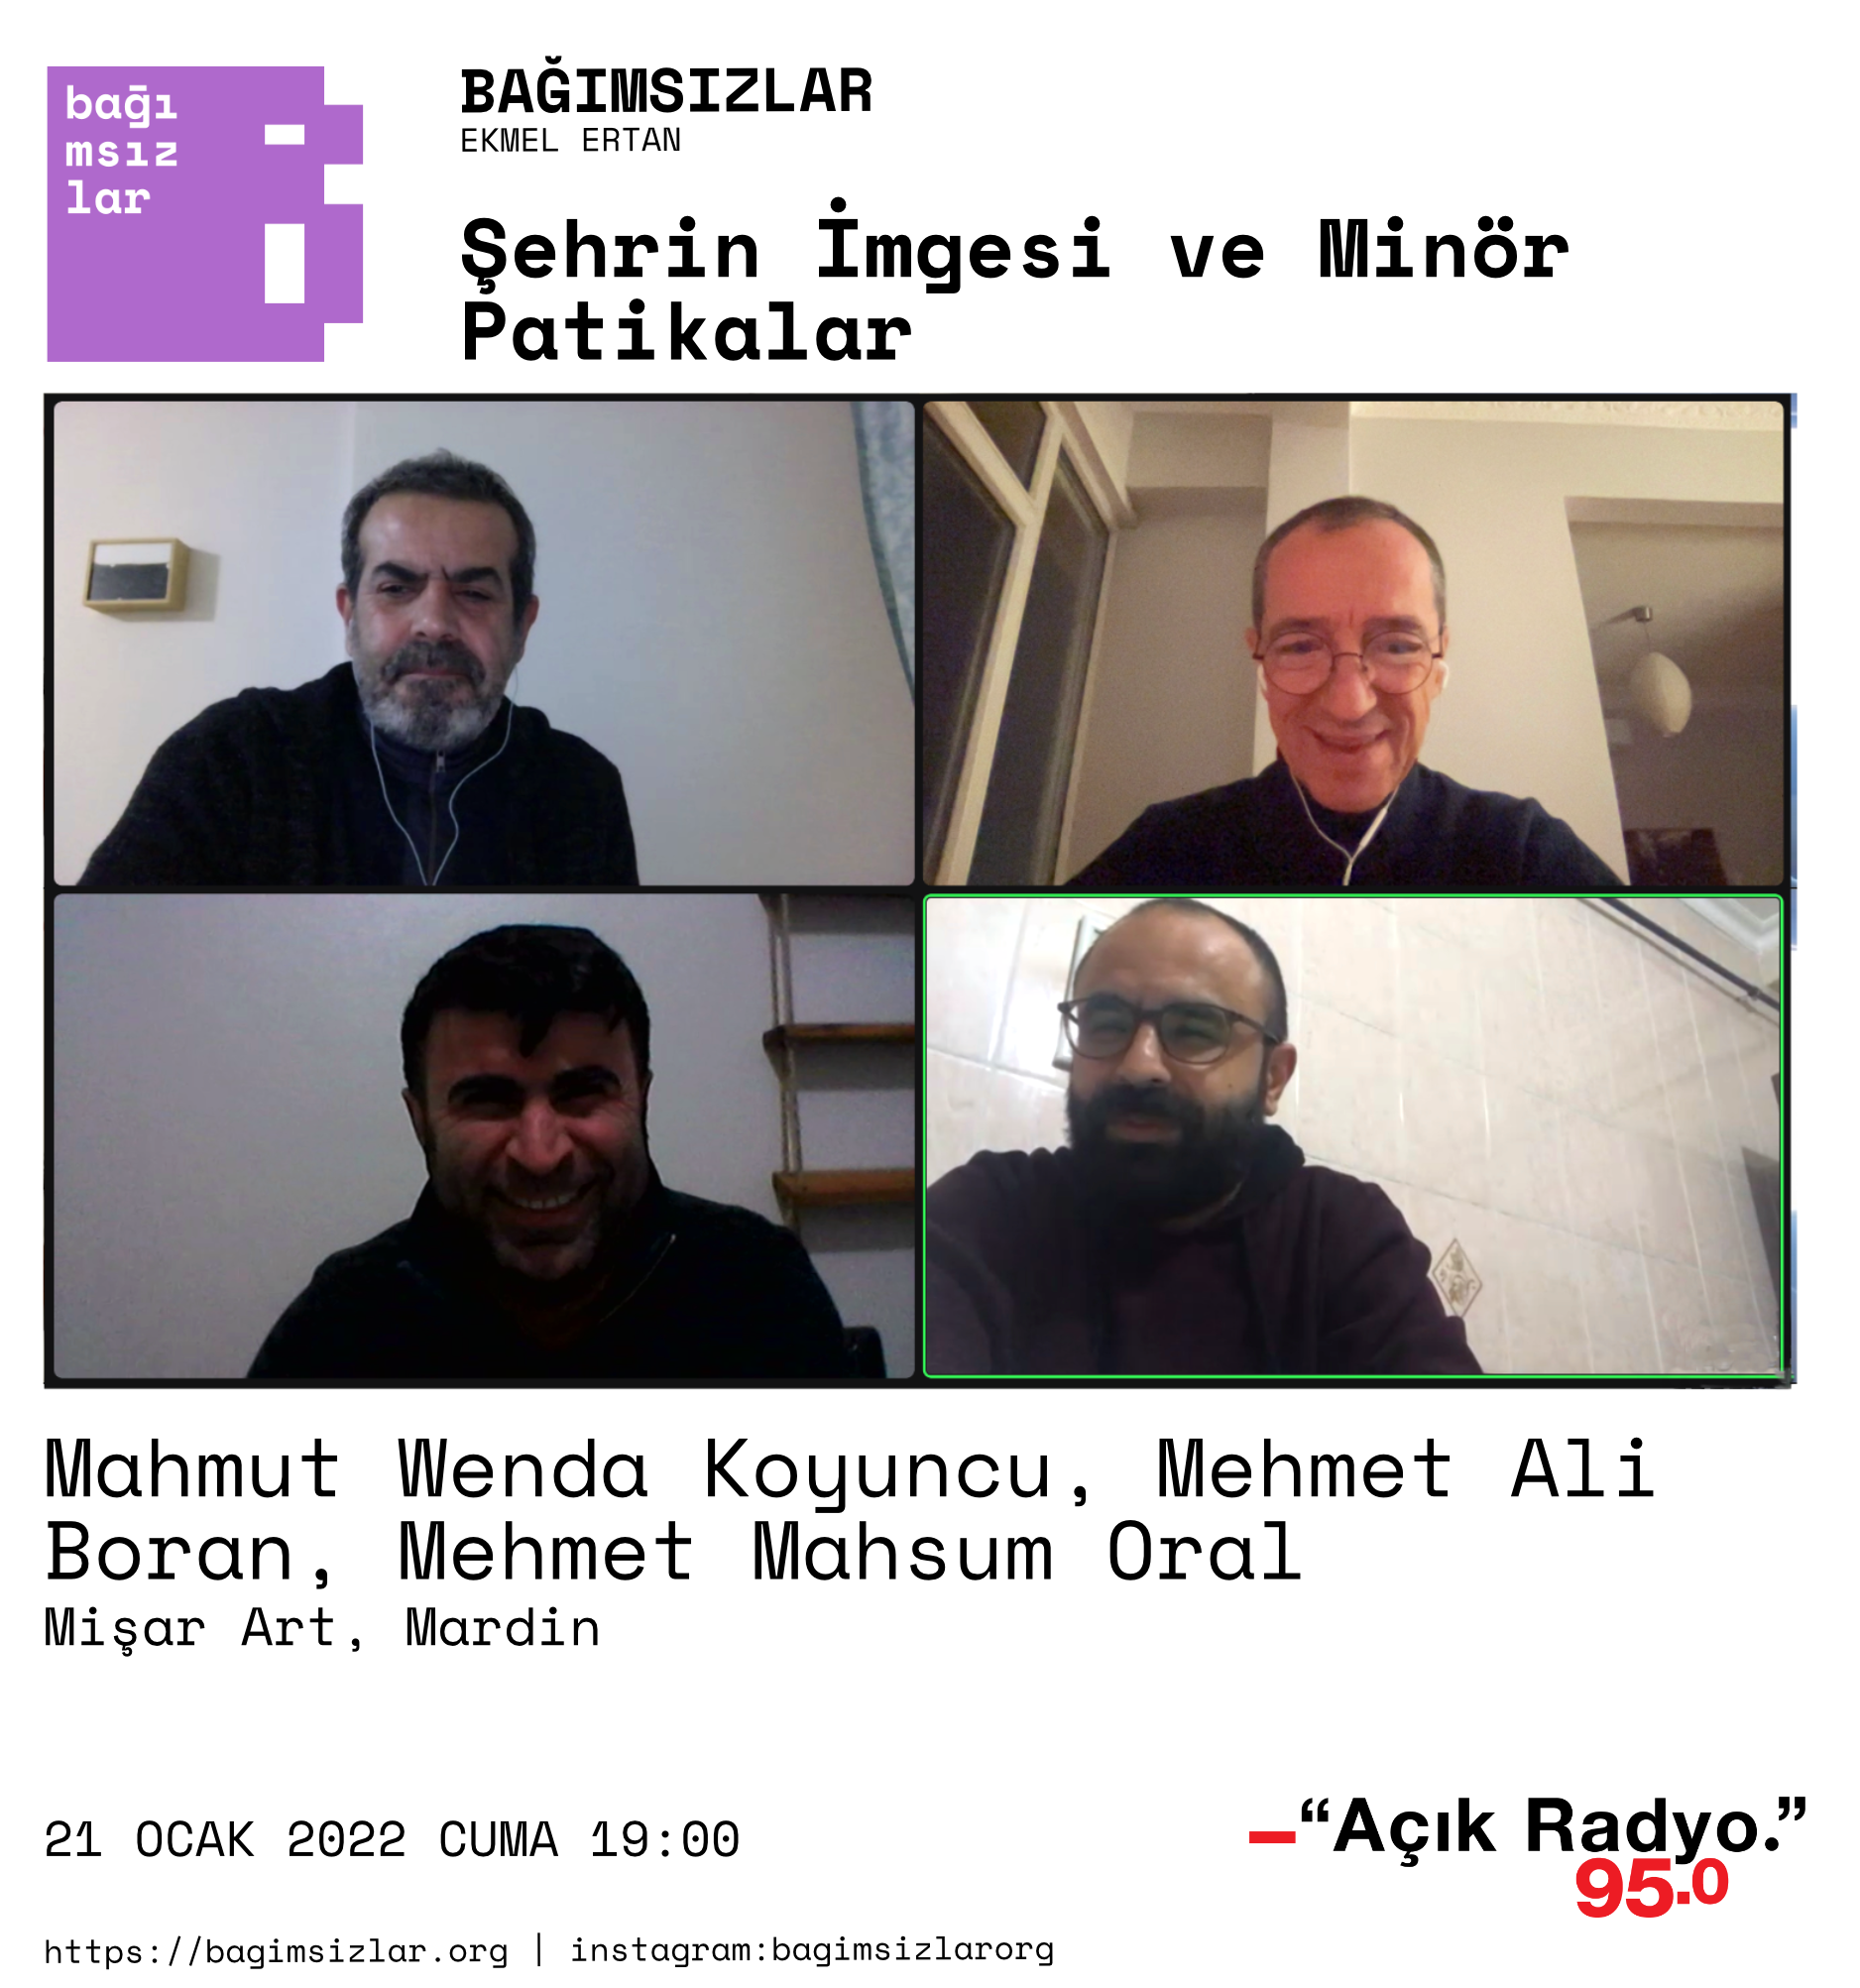 bağı
msız
lar
BAĞIMSIZLAR
EKMEL ERTAN
Şehrin İmgesi ve Minör
Patikalar
Mahmut Wenda Koyuncu, Mehmet Ali
Boran, Mehmet Mahsum Oral
Mişar Art, Mardin
21 OCAK 2022 CUMA 19:00
“Açık Radyo.”
95.0
https://bagimsizlar.org | instagram:bagimsizlarorg